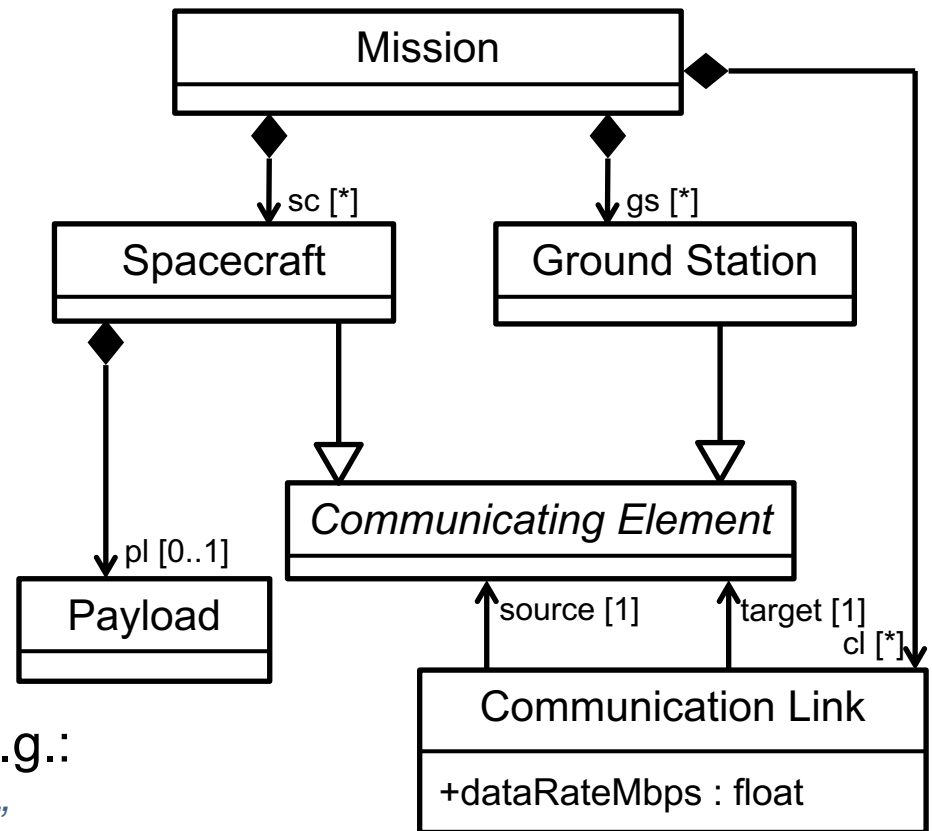 Mission
sc [*]
gs [*]
Spacecraft
Ground Station
Communicating Element
pl [0..1]
Payload
source [1]
target [1]
cl [*]
Communication Link
+dataRateMbps : float
.g.:
”